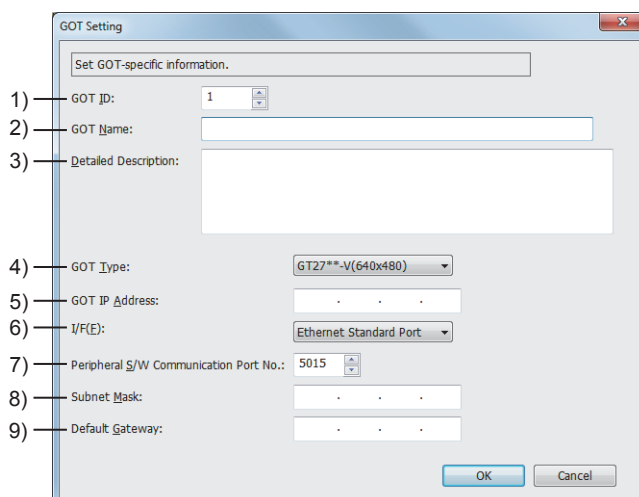 GOT Setting
Set GOT-specific information.
1) GOT ID: 1
2) GOT Name:
3) Detailed Description:
4) GOT Type: GT27**-V(640x480)
5) GOT IP Address: . . .
6) I/F(F): Ethernet Standard Port
7) Peripheral S/W Communication Port No.: 5015
8) Subnet Mask: . . .
9) Default Gateway: . . .
OK Cancel